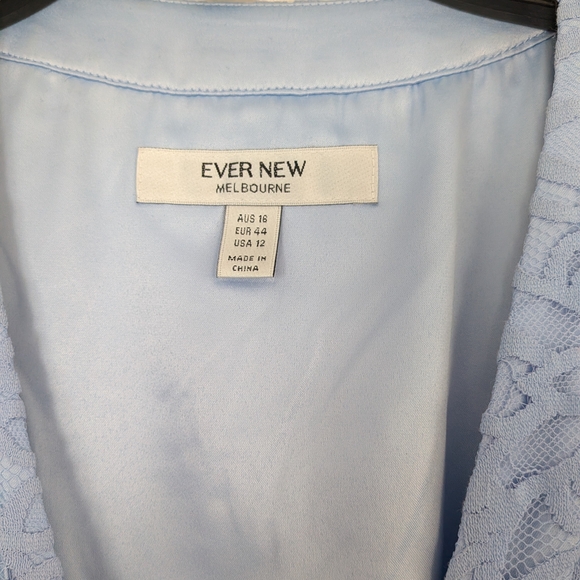 EVER NEW
MELBOURNE
AUS 16
EUR 44
USA 12
MADE IN
CHINA